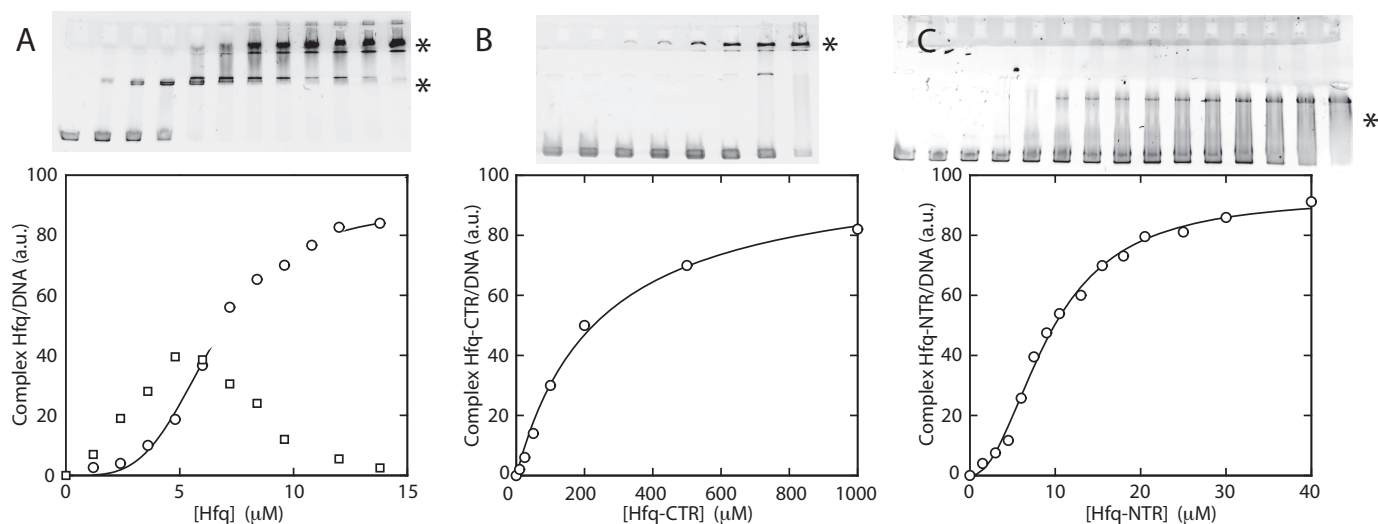 A
*
*
B
*
C
*
Complex Hfq/DNA (a.u.)
100
80
60
40
20
0
0 5 10 15
[Hfq] (µM)
Complex Hfq-CTR/DNA (a.u.)
100
80
60
40
20
0
0 200 400 600 800 1000
[Hfq-CTR] (µM)
Complex Hfq-NTR/DNA (a.u.)
100
80
60
40
20
0
0 10 20 30 40
[Hfq-NTR] (µM)